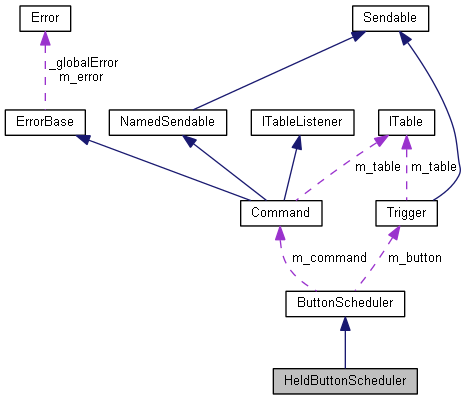 Error
Sendable
_globalError
m_error
ErrorBase
NamedSendable
ITableListener
ITable
m_table
m_table
Command
Trigger
m_command
m_button
ButtonScheduler
HeldButtonScheduler